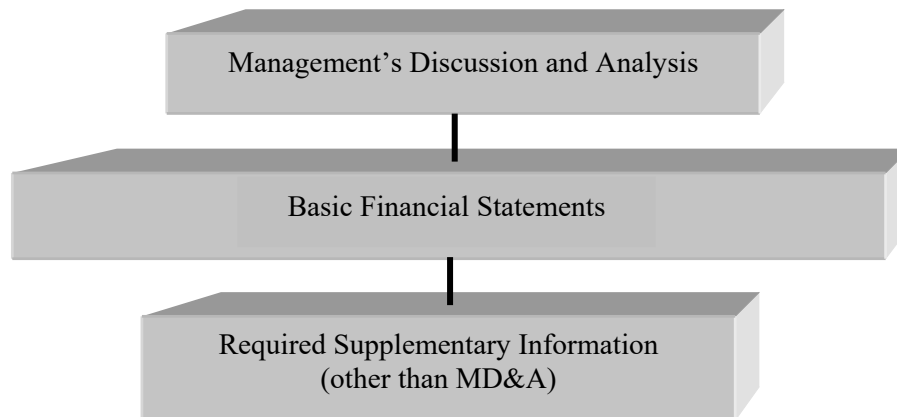 Management’s Discussion and Analysis
Basic Financial Statements
Required Supplementary Information
(other than MD&A)